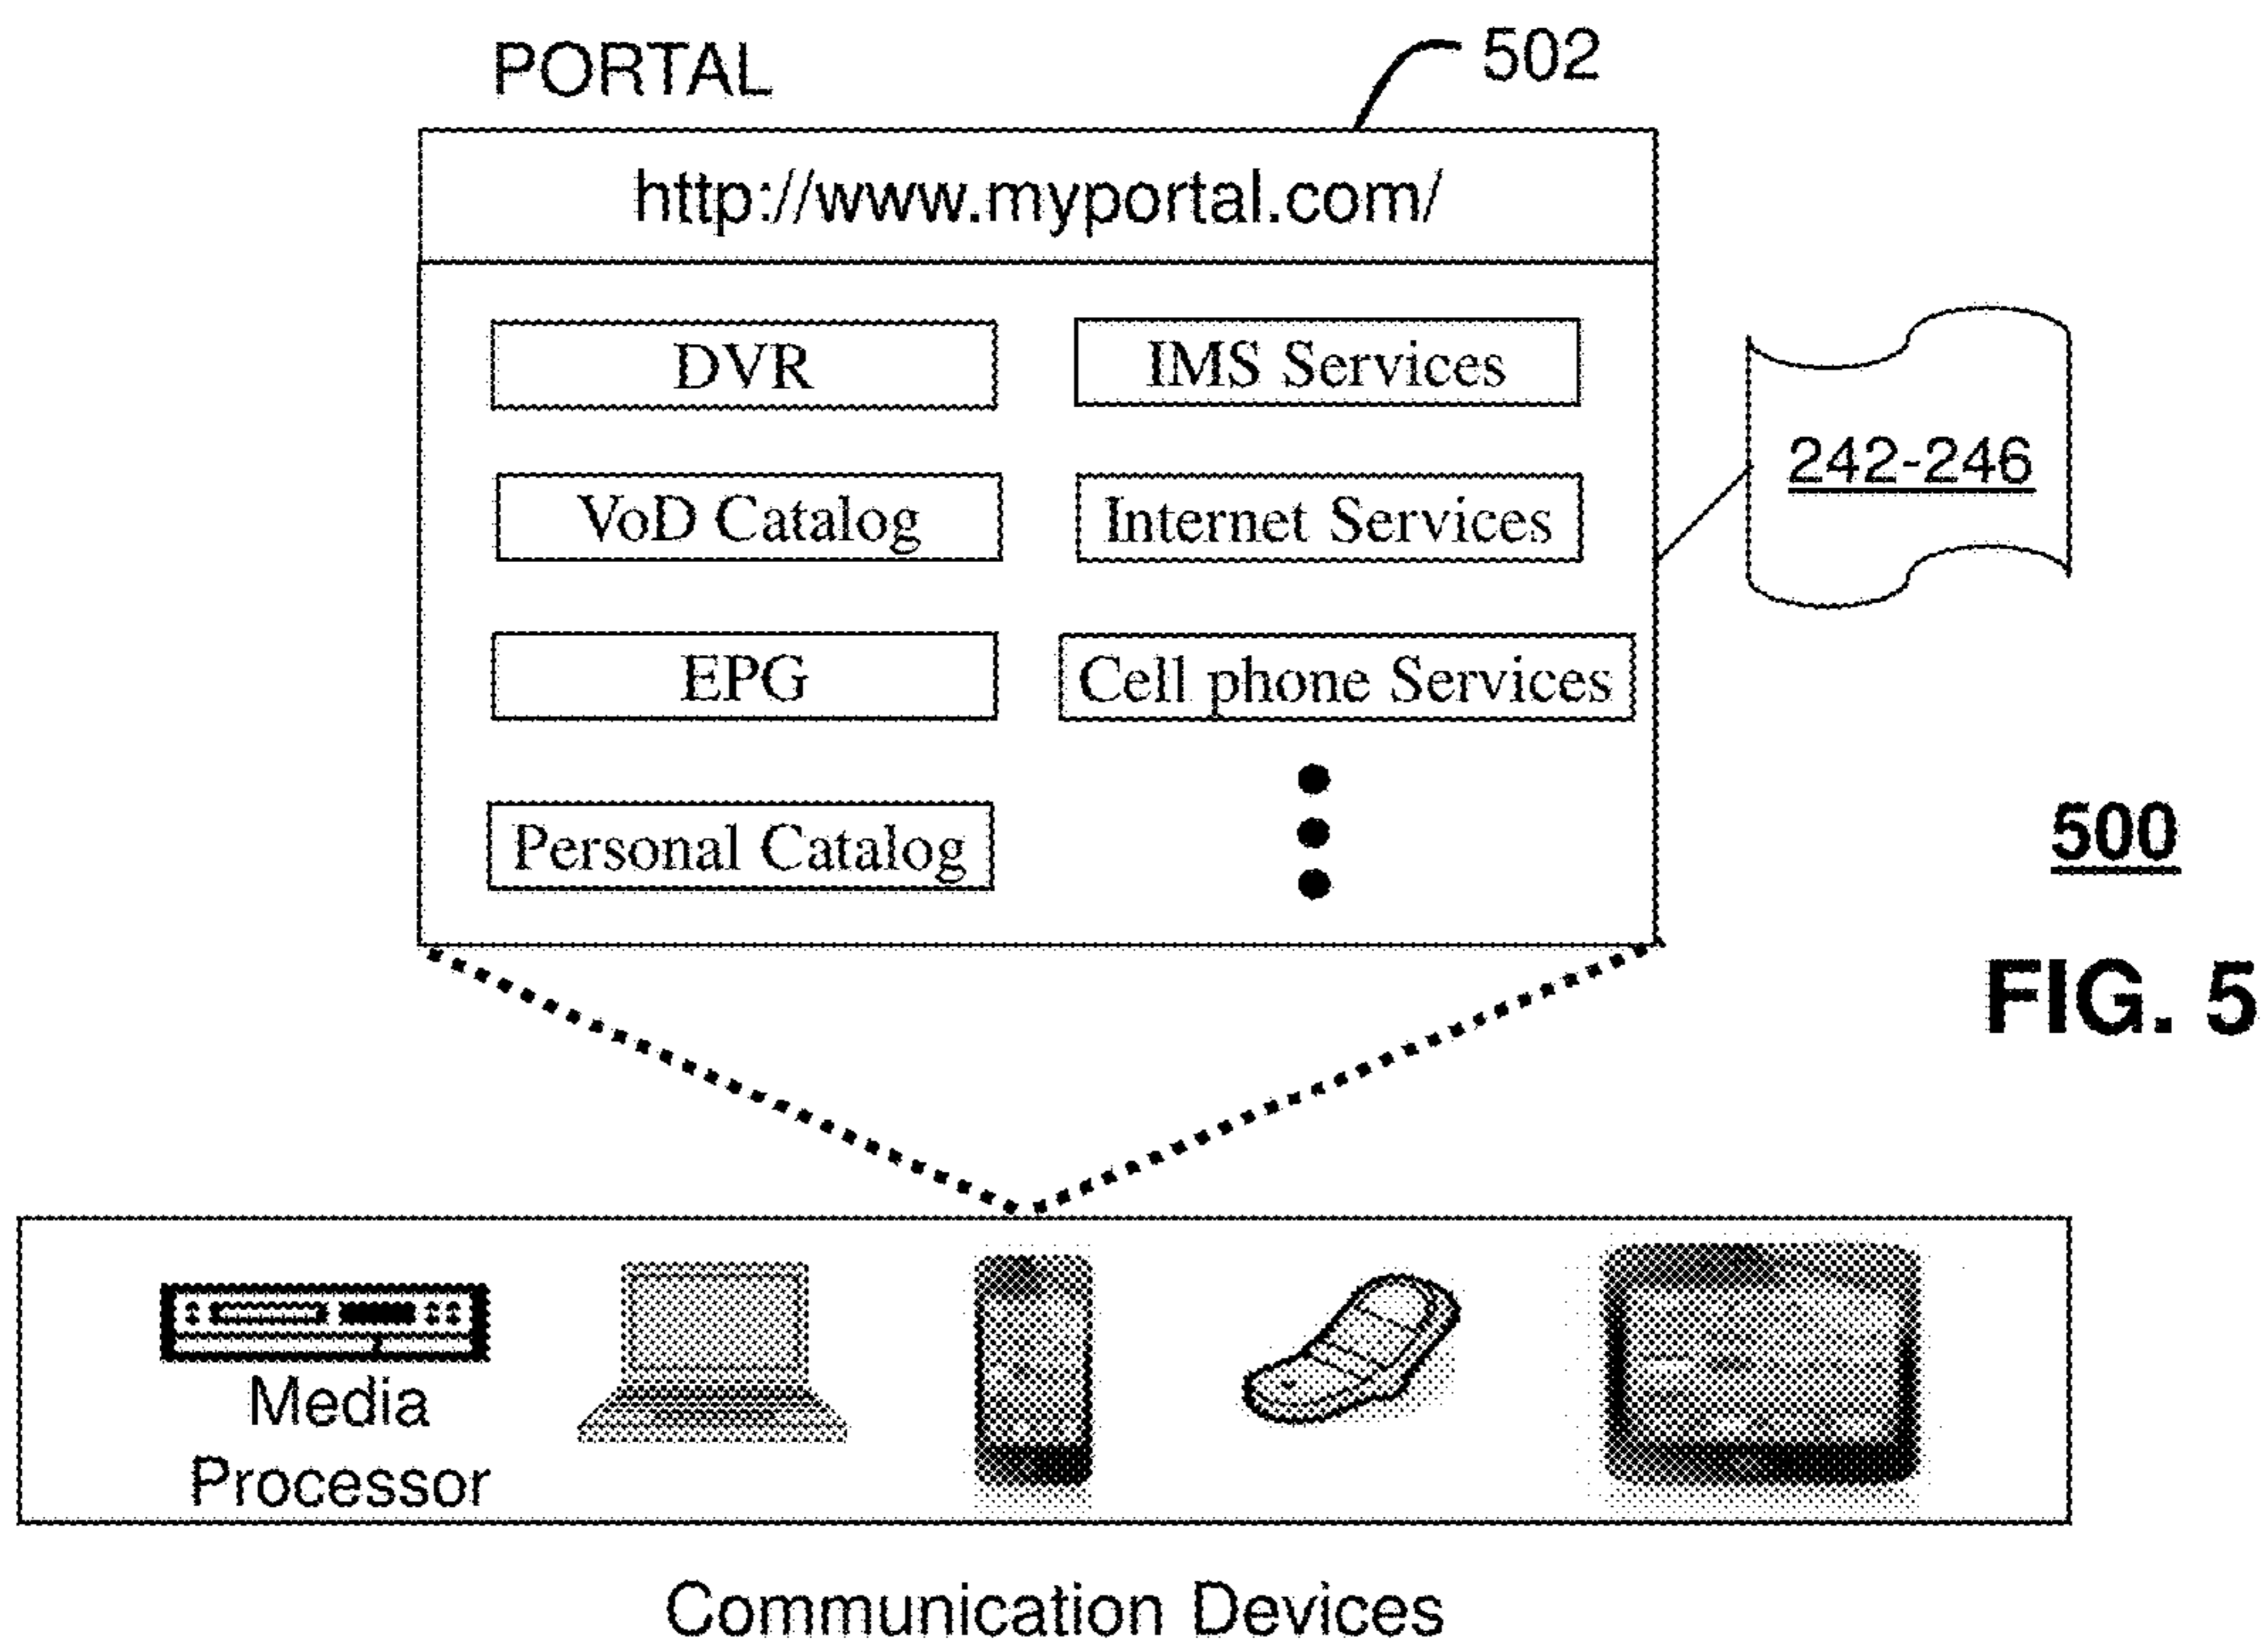 PORTAL
502
http://www.myportal.com/
DVR
IMS Services
VoD Catalog
Internet Services
242-246
EPG
Cell phone Services
Personal Catalog
500
FIG. 5
Media
Processor
Communication Devices